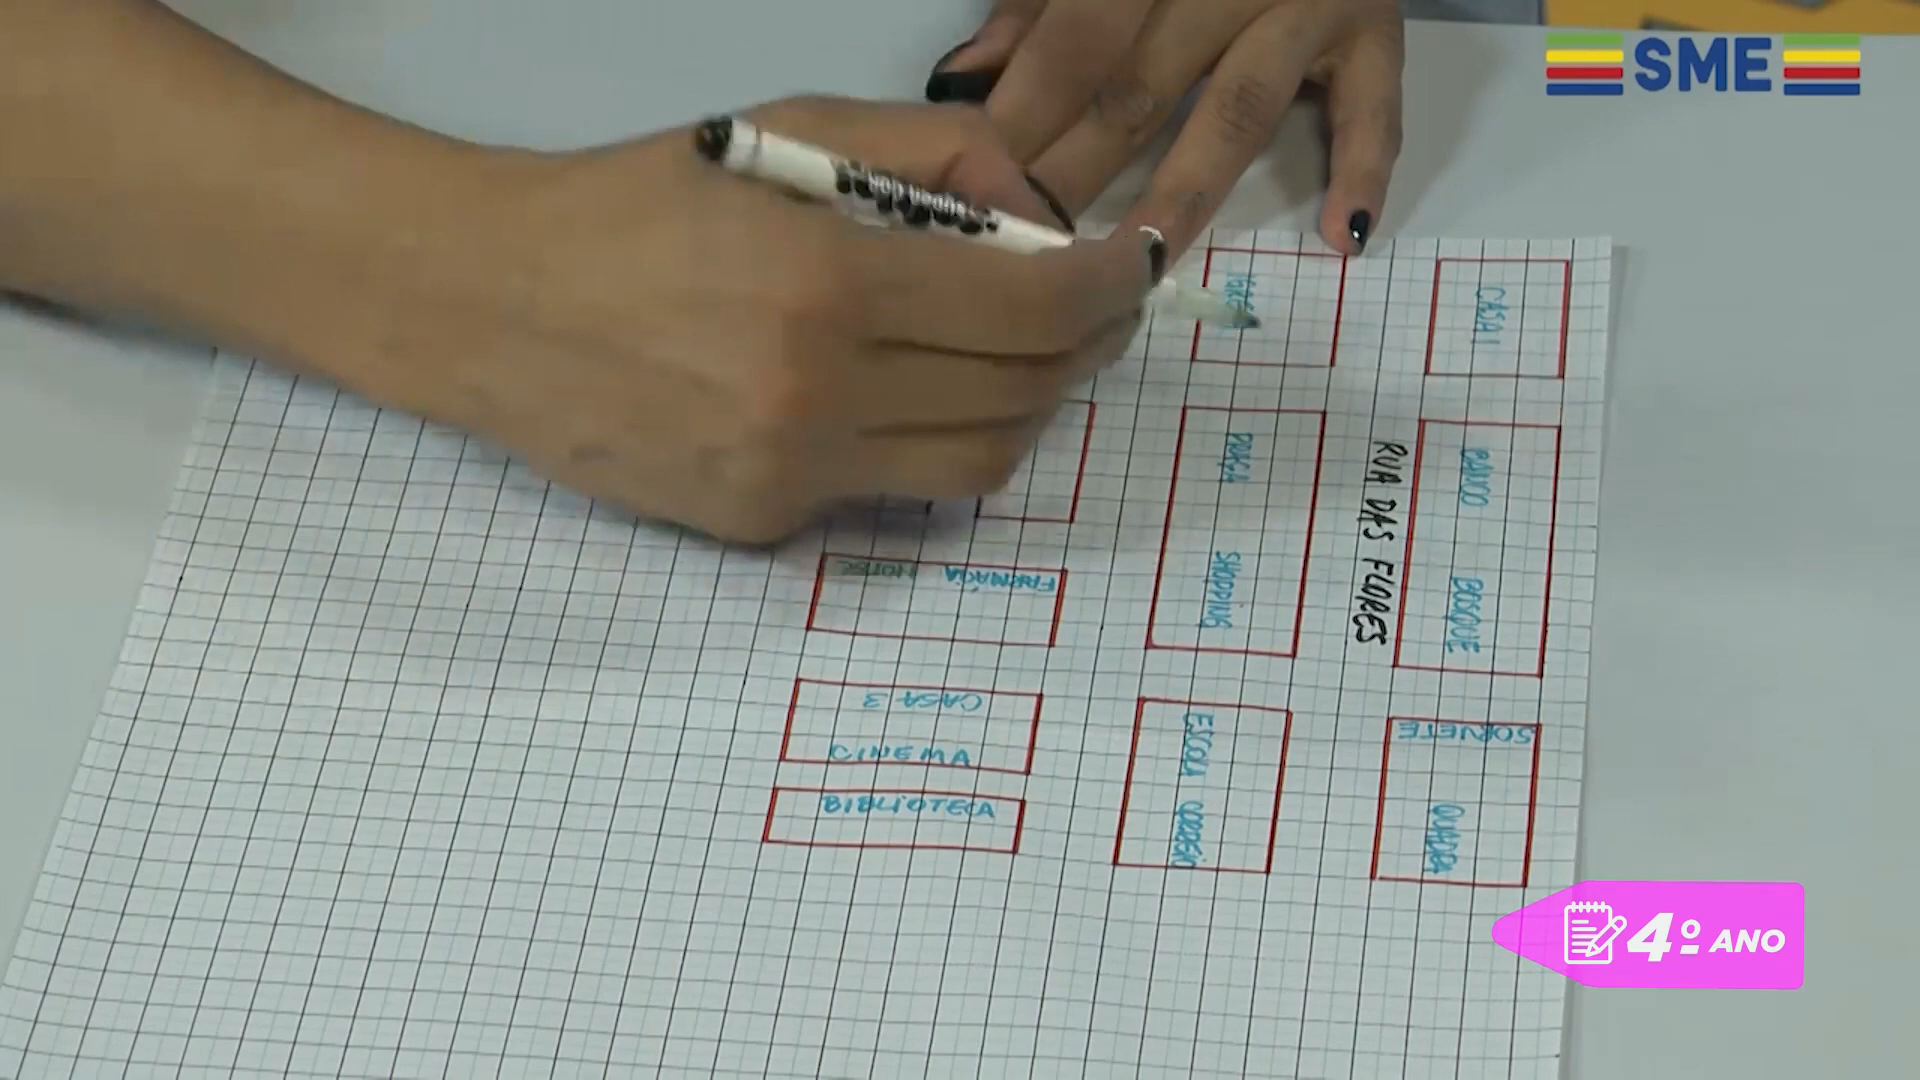 SME
CASA 1
BANCO BOSQUE
RUA DAS FLORES
PRAÇA SHOPPING
SORVETE
QUADRA
ESCOLA
FARMÁCIA
CASA 3
CINEMA
BIBLIOTECA
4º ANO